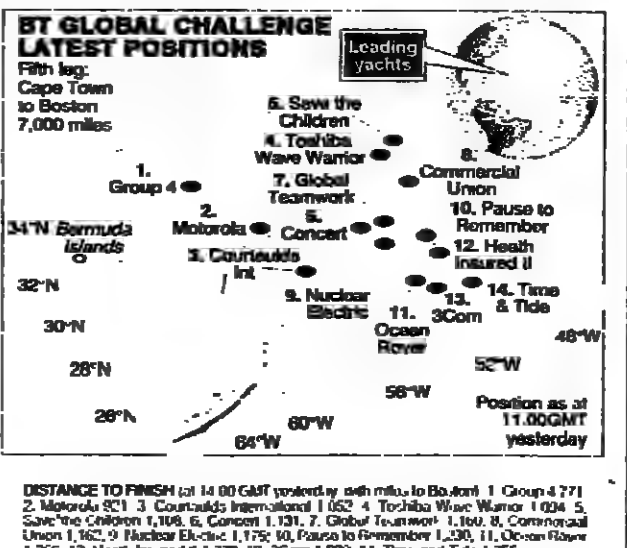 BT GLOBAL CHALLENGE
LATEST POSITIONS
Fifth leg:
Cape Town
to Boston
7,000 miles
Leading
yachts
5. Save the
Children
4. Toshiba
Wave Warrior
8.
Commercial
Union
1.
Group 4
7. Global
Teamwork
2.
Motorola
6.
Concert
10. Pause to
Remember
34°N Bermuda
Islands
3. Courtaulds
Int
12. Heath
Insured II
32°N
9. Nuclear
Electric
14. Time
& Tide
13.
3Com
11.
Ocean
Rover
30°N
48°W
28°N
52°W
56°W
26°N
60°W
64°W
Position as at
11.00GMT
yesterday
DISTANCE TO FINISH (at 14 00 GMT yesterday with miles to Boston) 1 Group 4 771
2. Motorola 921 3 Courtaulds International 1 052 4 Toshiba Wave Warrior 1 094 5.
Save the Children 1,108, 6, Concert 1.131, 7. Global Teamwork 1,160, 8, Commercial
Union 1,162, 9 Nuclear Electric 1,175; 10, Pause to Remember 1,230, 11, Ocean Rover